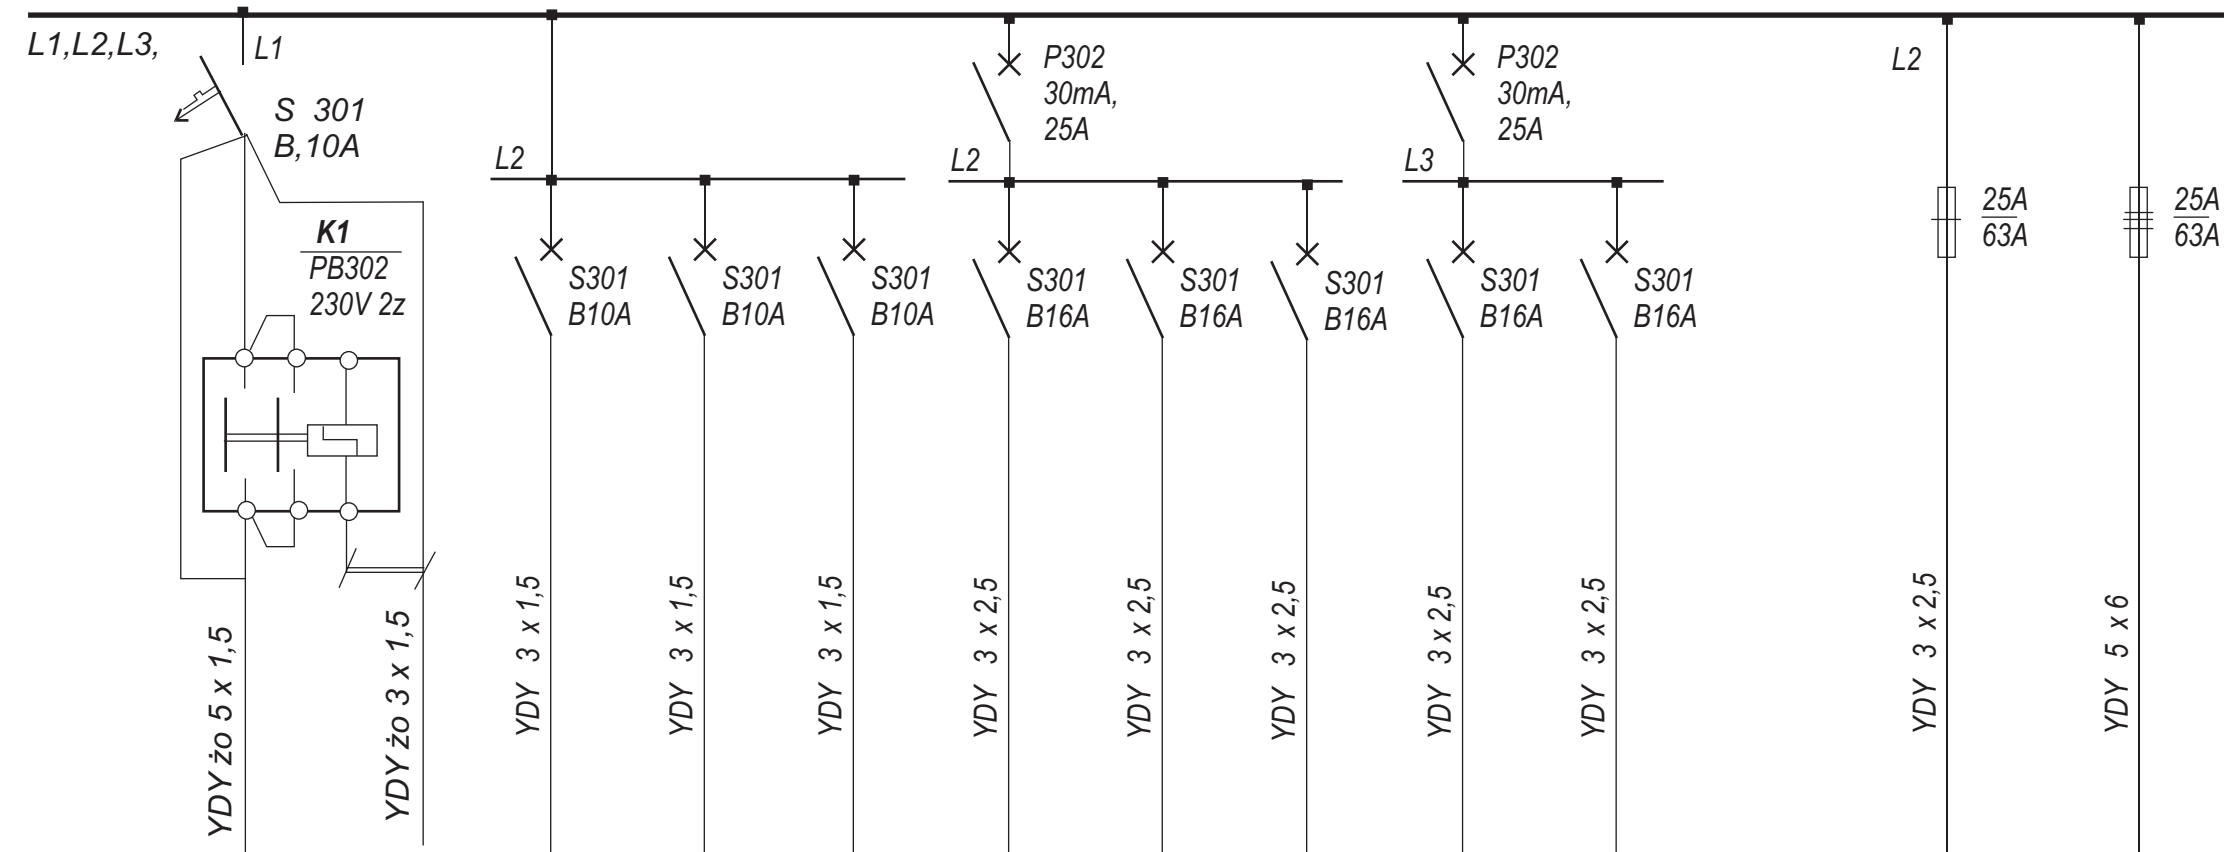 L1,L2,L3,
L1
S 301
B,10A
K1
PB302
230V 2z
YDY żo 5 x 1,5
YDY żo 3 x 1,5
L2
S301
B10A
YDY 3 x 1,5
S301
B10A
YDY 3 x 1,5
S301
B10A
YDY 3 x 1,5
P302
30mA,
25A
L2
S301
B16A
YDY 3 x 2,5
S301
B16A
YDY 3 x 2,5
S301
B16A
YDY 3 x 2,5
P302
30mA,
25A
L3
S301
B16A
YDY 3 x 2,5
S301
B16A
YDY 3 x 2,5
L2
25A
63A
YDY 3 x 2,5
25A
63A
YDY 5 x 6